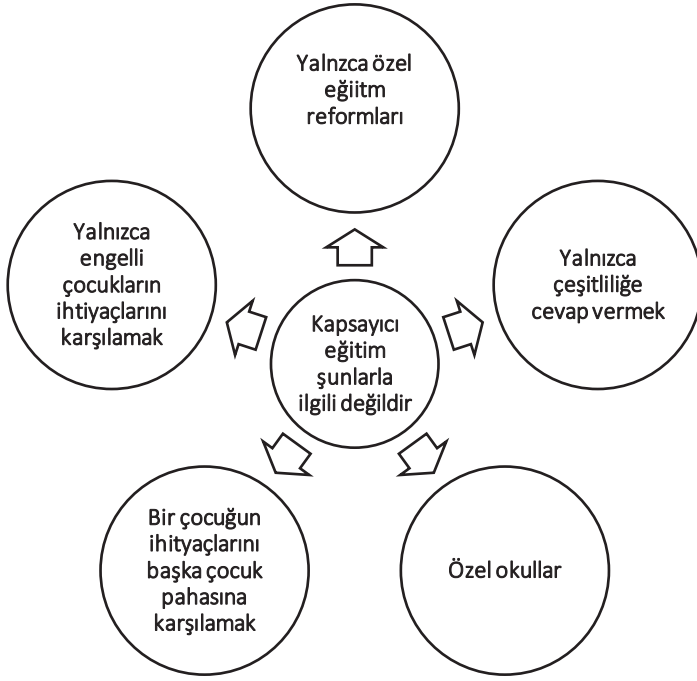 Yalnzca özel
eğiitm
reformları
Yalnızca
engelli
çocukların
ihtiyaçlarını
karşılamak
Yalnızca
çeşitliliğe
cevap vermek
Kapsayıcı
eğitim
şunlarla
ilgili değildir
Bir çocuğun
ihityaçlarını
başka çocuk
pahasına
karşılamak
Özel okullar